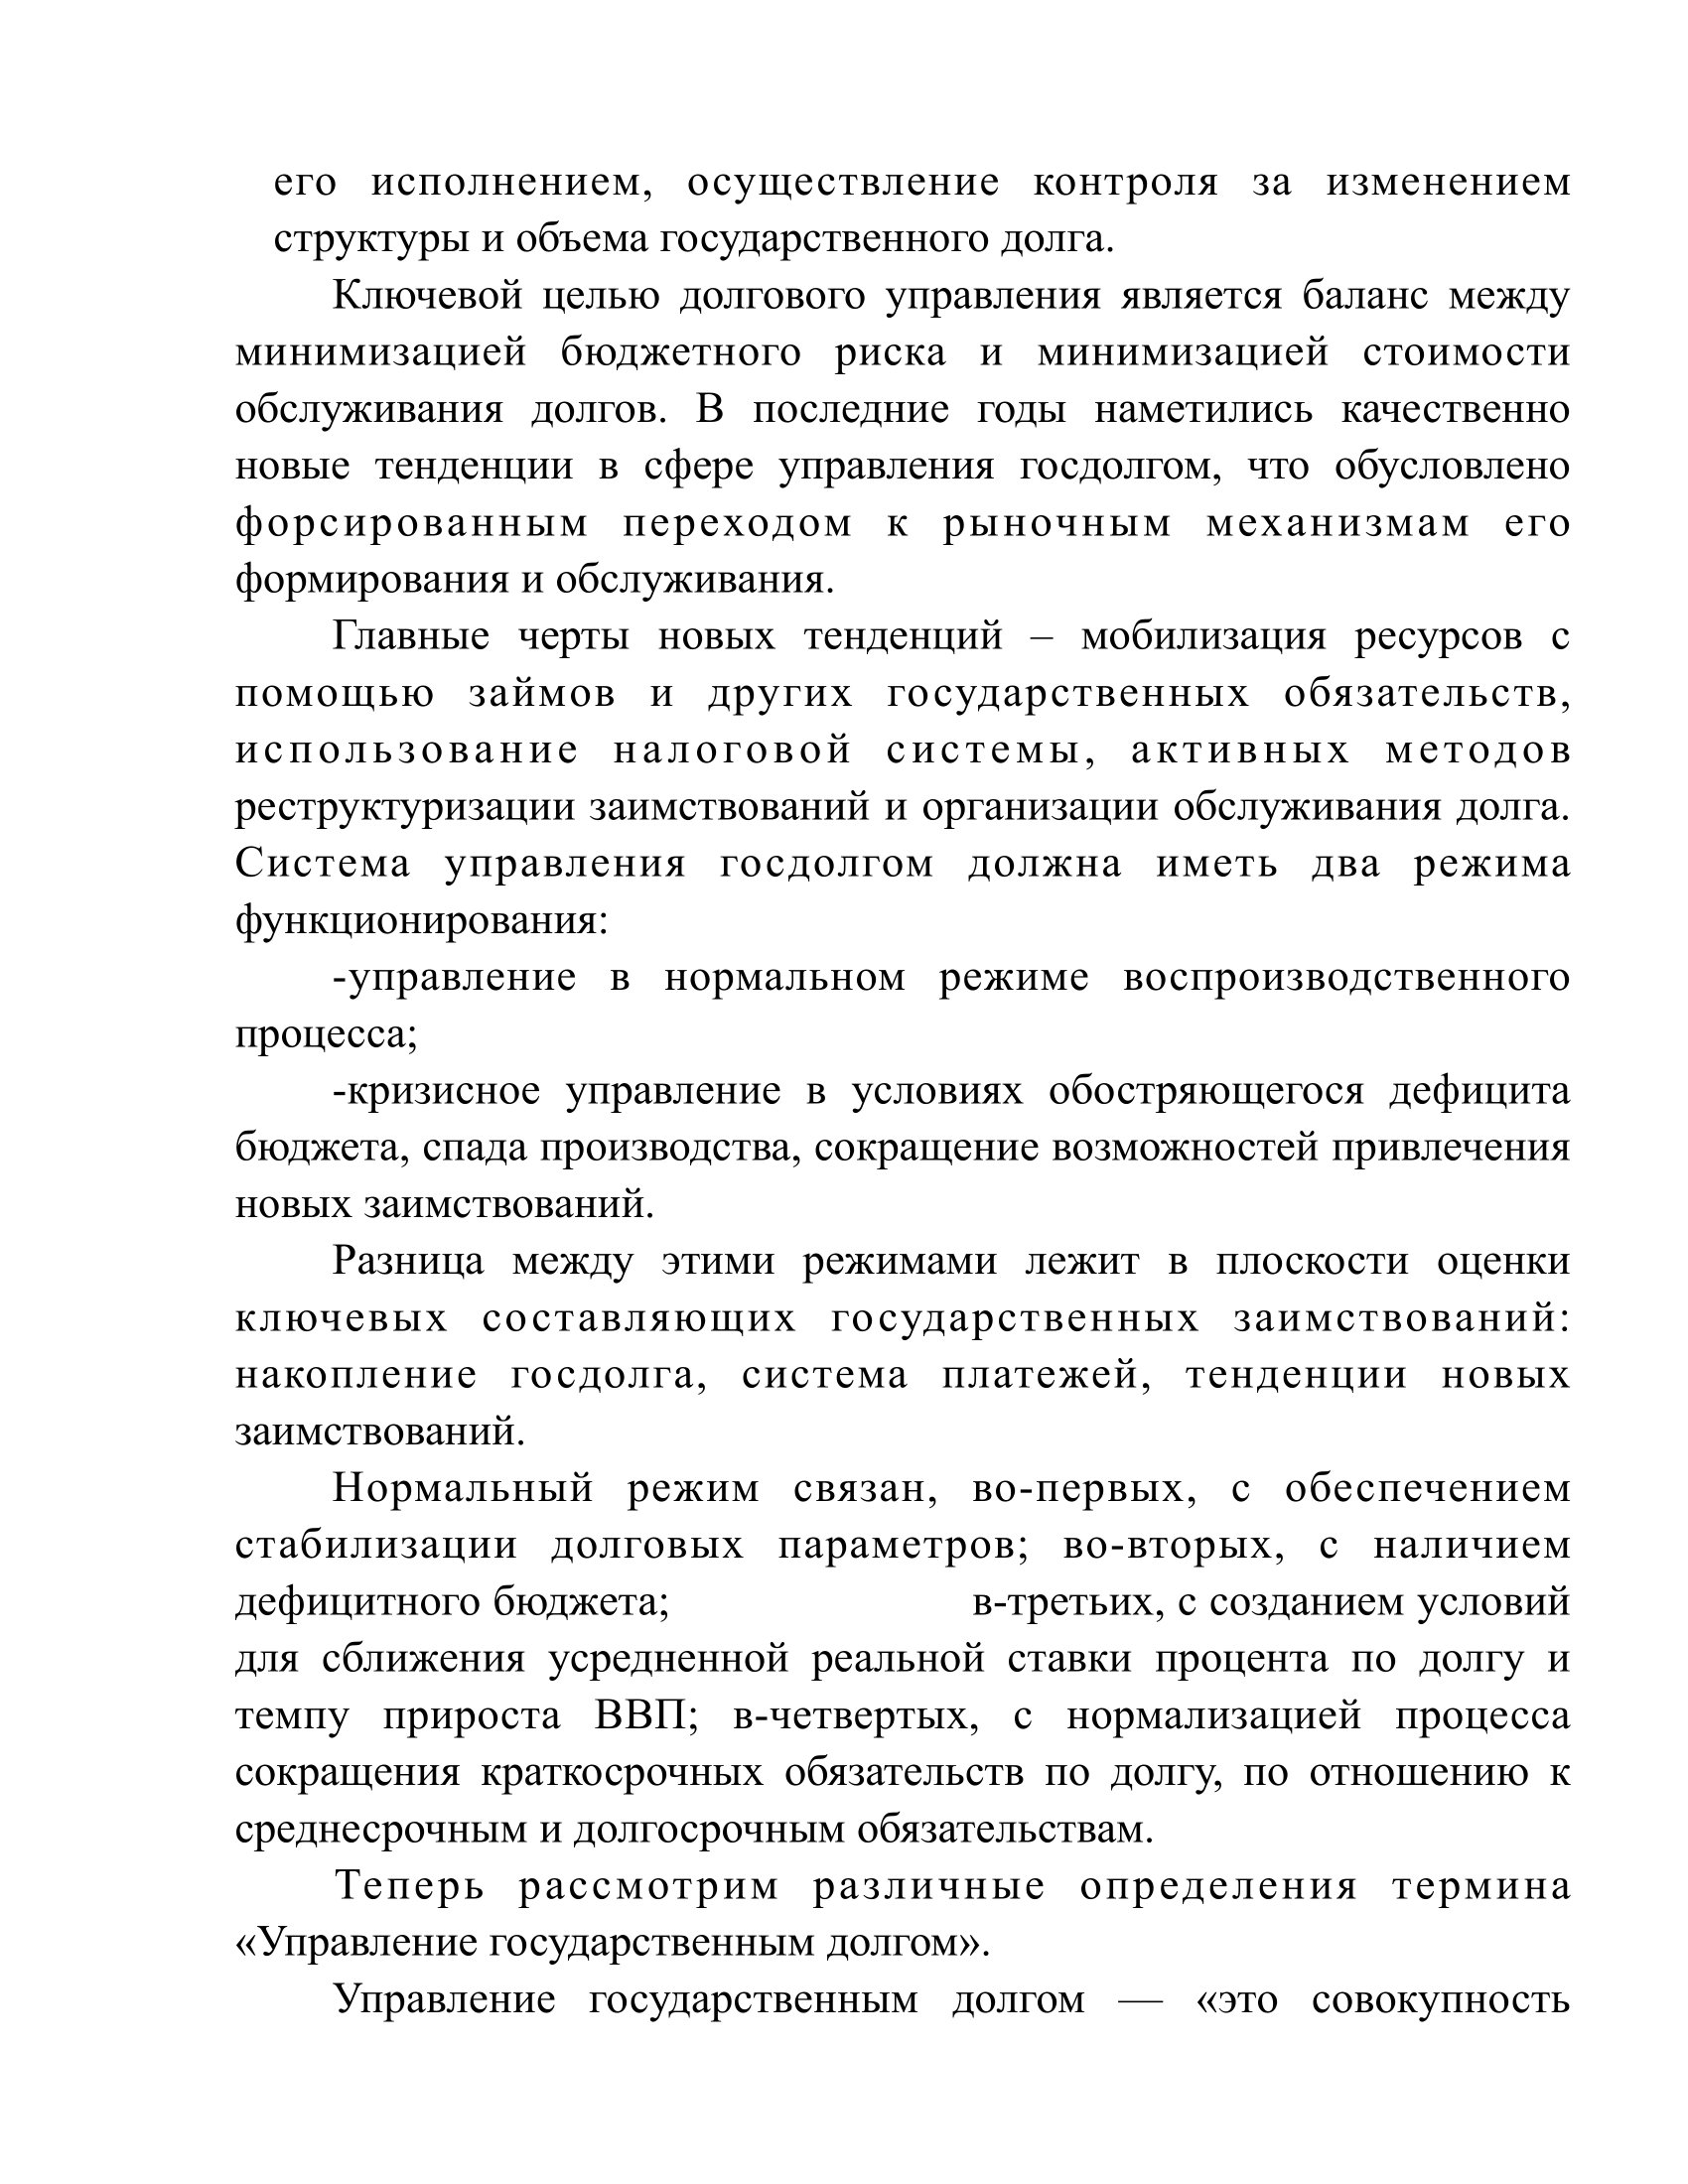 его исполнением, осуществление контроля за изменением
структуры и объема государственного долга.
Ключевой целью долгового управления является баланс между
минимизацией бюджетного риска и минимизацией стоимости
обслуживания долгов. В последние годы наметились качественно
новые тенденции в сфере управления госдолгом, что обусловлено
форсированным переходом к рыночным механизмам его
формирования и обслуживания.
Главные черты новых тенденций – мобилизация ресурсов с
помощью займов и других государственных обязательств,
использование налоговой системы, активных методов
реструктуризации заимствований и организации обслуживания долга.
Система управления госдолгом должна иметь два режима
функционирования:
-управление в нормальном режиме воспроизводственного
процесса;
-кризисное управление в условиях обостряющегося дефицита
бюджета, спада производства, сокращение возможностей привлечения
новых заимствований.
Разница между этими режимами лежит в плоскости оценки
ключевых составляющих государственных заимствований:
накопление госдолга, система платежей, тенденции новых
заимствований.
Нормальный режим связан, во-первых, с обеспечением
стабилизации долговых параметров; во-вторых, с наличием
дефицитного бюджета; в-третьих, с созданием условий
для сближения усредненной реальной ставки процента по долгу и
темпу прироста ВВП; в-четвертых, с нормализацией процесса
сокращения краткосрочных обязательств по долгу, по отношению к
среднесрочным и долгосрочным обязательствам.
Теперь рассмотрим различные определения термина
«Управление государственным долгом».
Управление государственным долгом — «это совокупность